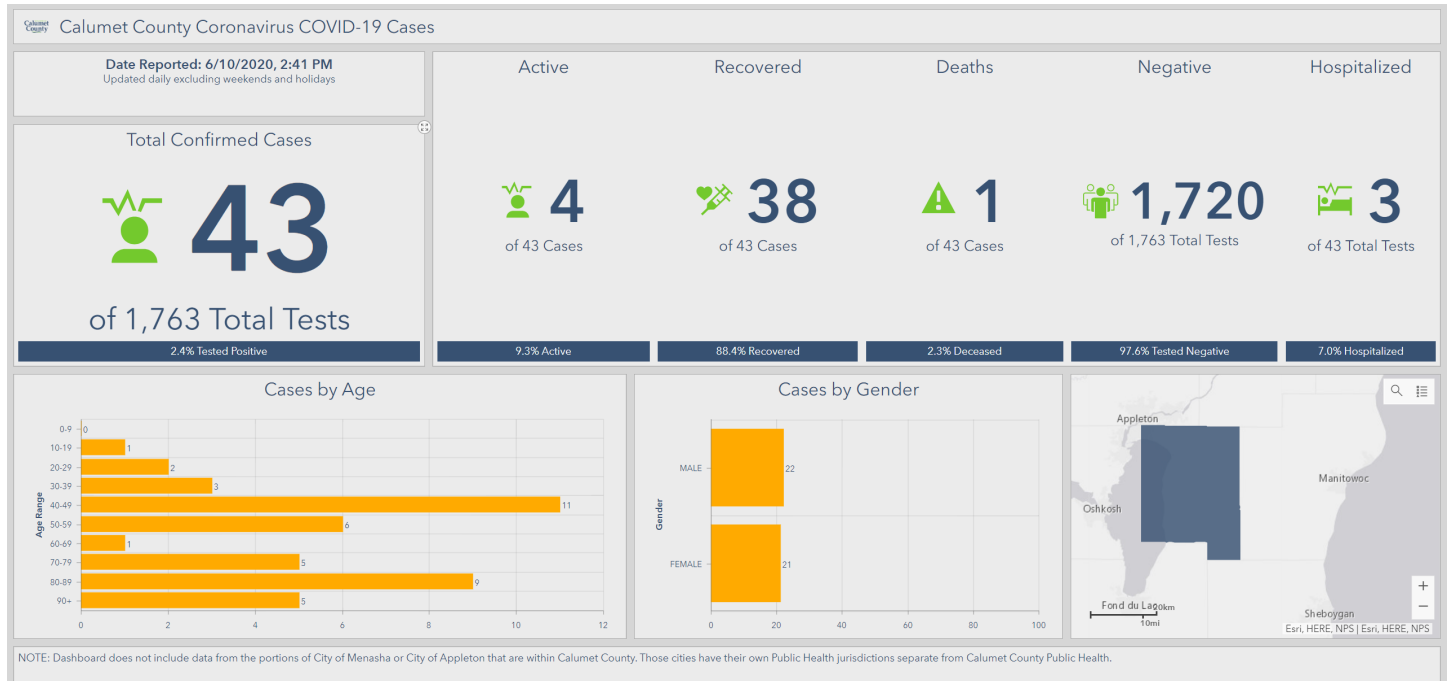 Calumet
County
Calumet County Coronavirus COVID-19 Cases
Date Reported: 6/10/2020, 2:41 PM
Updated daily excluding weekends and holidays
Total Confirmed Cases
43
of 1,763 Total Tests
2.4% Tested Positive
Active
4
of 43 Cases
9.3% Active
Recovered
38
of 43 Cases
88.4% Recovered
Deaths
1
of 43 Cases
2.3% Deceased
Negative
1,720
of 1,763 Total Tests
97.6% Tested Negative
Hospitalized
3
of 43 Total Tests
7.0% Hospitalized
Cases by Age
Age Range
0-9 0
10-19 1
20-29 2
30-39 3
40-49 11
50-59 6
60-69 1
70-79 5
80-89 9
90+ 5
0 2 4 6 8 10 12
Cases by Gender
Gender
MALE 22
FEMALE 21
0 20 40 60 80 100
Appleton
Manitowoc
Oshkosh
Fond du Lac
20km
10mi
Sheboygan
+
−
Esri, HERE, NPS | Esri, HERE, NPS
NOTE: Dashboard does not include data from the portions of City of Menasha or City of Appleton that are within Calumet County. Those cities have their own Public Health jurisdictions separate from Calumet County Public Health.